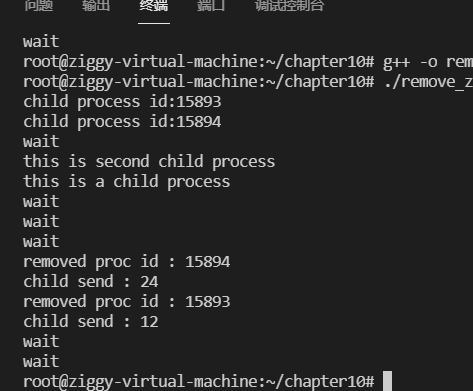 问题 输出 终端 端口 调试控制台
wait
root@ziggy-virtual-machine:~/chapter10# g++ -o rem
root@ziggy-virtual-machine:~/chapter10# ./remove_z
child process id:15893
child process id:15894
wait
this is second child process
this is a child process
wait
wait
wait
removed proc id : 15894
child send : 24
removed proc id : 15893
child send : 12
wait
wait
root@ziggy-virtual-machine:~/chapter10#